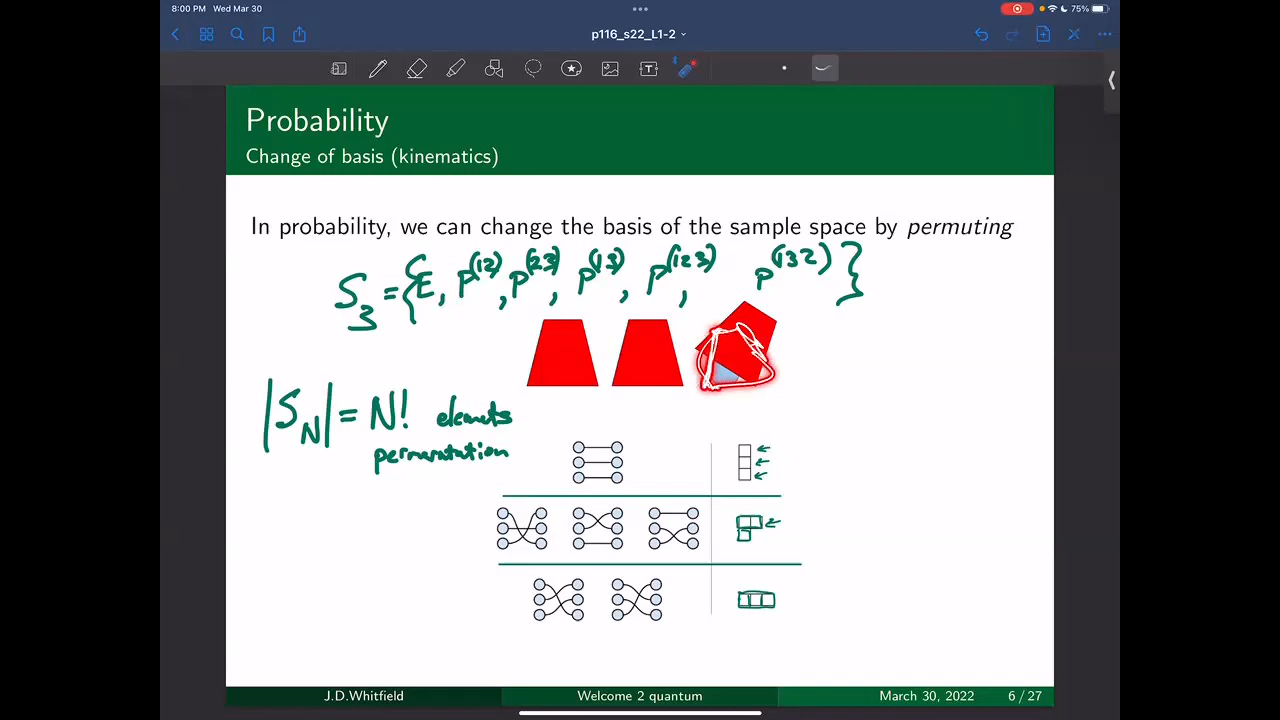 8:00 PM Wed Mar 30
75%
p116_s22_L1-2
Probability
Change of basis (kinematics)
In probability, we can change the basis of the sample space by permuting
S₃ = {E, P⁽¹²⁾, P⁽²³⁾, P⁽¹³⁾, P⁽¹²³⁾, P⁽¹³²⁾}
|S_N| = N! elements
permutation
J.D.Whitfield Welcome 2 quantum March 30, 2022 6 / 27